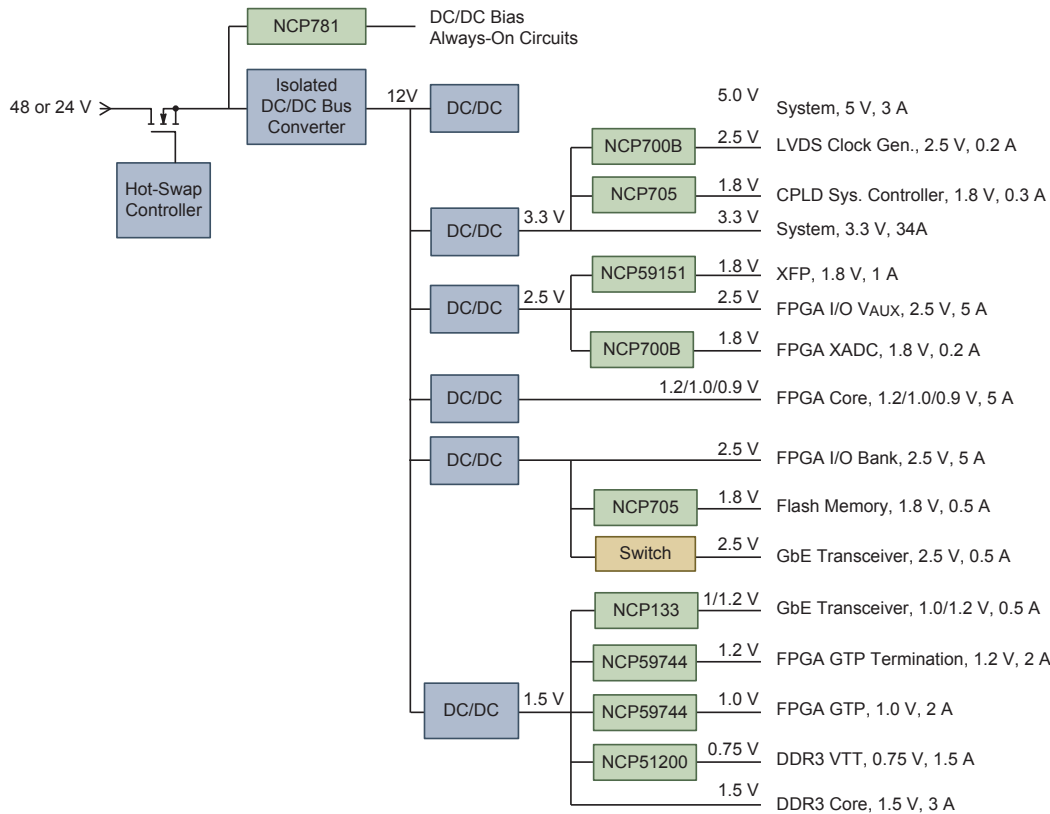 NCP781
DC/DC Bias
Always-On Circuits
48 or 24 V
Isolated
DC/DC Bus
Converter
12V
Hot-Swap
Controller
DC/DC
5.0 V
System, 5 V, 3 A
NCP700B
2.5 V
LVDS Clock Gen., 2.5 V, 0.2 A
NCP705
1.8 V
CPLD Sys. Controller, 1.8 V, 0.3 A
DC/DC
3.3 V
3.3 V
System, 3.3 V, 34A
NCP59151
1.8 V
XFP, 1.8 V, 1 A
DC/DC
2.5 V
2.5 V
FPGA I/O VAUX, 2.5 V, 5 A
NCP700B
1.8 V
FPGA XADC, 1.8 V, 0.2 A
DC/DC
1.2/1.0/0.9 V
FPGA Core, 1.2/1.0/0.9 V, 5 A
DC/DC
2.5 V
FPGA I/O Bank, 2.5 V, 5 A
NCP705
1.8 V
Flash Memory, 1.8 V, 0.5 A
Switch
2.5 V
GbE Transceiver, 2.5 V, 0.5 A
NCP133
1/1.2 V
GbE Transceiver, 1.0/1.2 V, 0.5 A
NCP59744
1.2 V
FPGA GTP Termination, 1.2 V, 2 A
DC/DC
1.5 V
NCP59744
1.0 V
FPGA GTP, 1.0 V, 2 A
NCP51200
0.75 V
DDR3 VTT, 0.75 V, 1.5 A
1.5 V
DDR3 Core, 1.5 V, 3 A